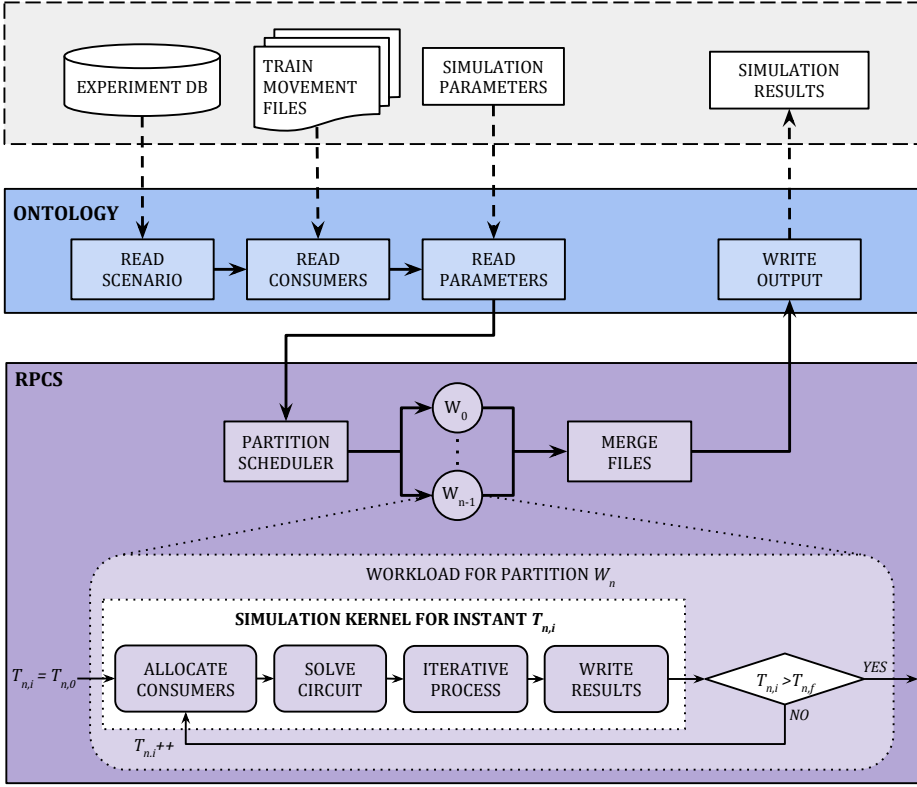 EXPERIMENT DB
TRAIN
MOVEMENT
FILES
SIMULATION
PARAMETERS
SIMULATION
RESULTS
ONTOLOGY
READ
SCENARIO
READ
CONSUMERS
READ
PARAMETERS
WRITE
OUTPUT
RPCS
PARTITION
SCHEDULER
W0
Wn-1
MERGE
FILES
WORKLOAD FOR PARTITION Wn
SIMULATION KERNEL FOR INSTANT Tn,i
Tn,i = Tn,0
ALLOCATE
CONSUMERS
SOLVE
CIRCUIT
ITERATIVE
PROCESS
WRITE
RESULTS
Tn,i >Tn,f
YES
NO
Tn.i++